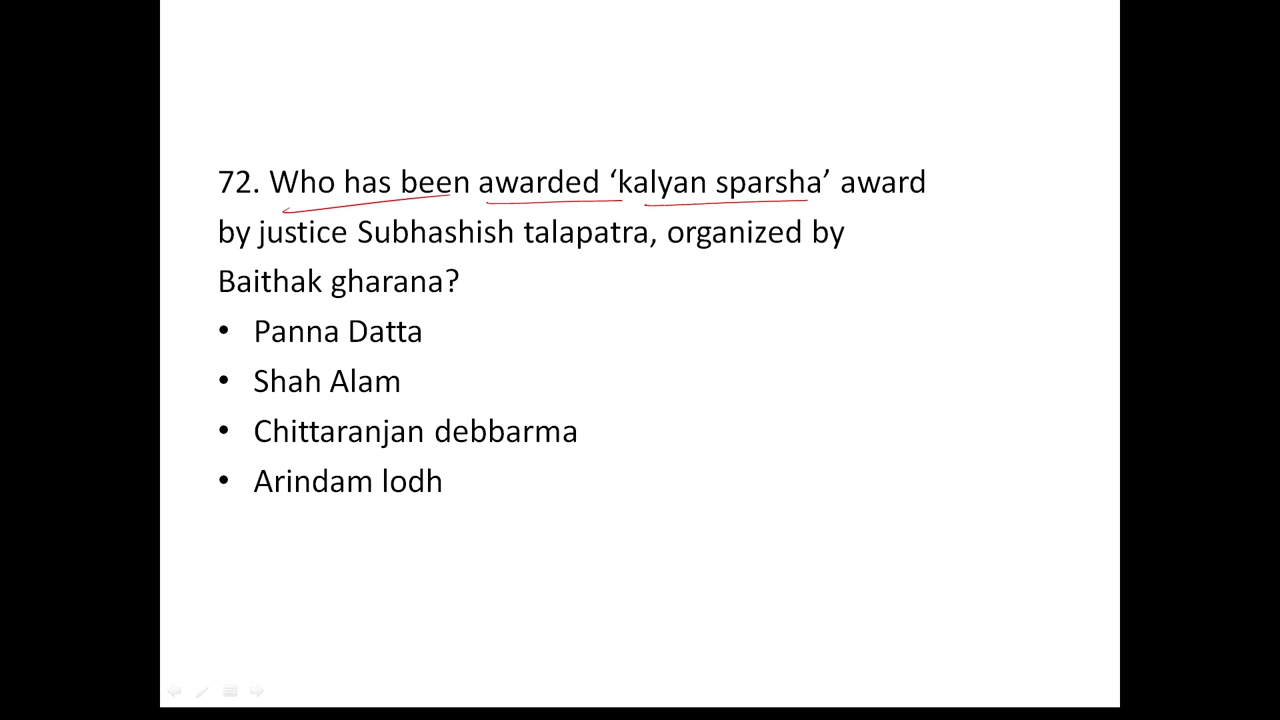 72. Who has been awarded ‘kalyan sparsha’ award
by justice Subhashish talapatra, organized by
Baithak gharana?
• Panna Datta
• Shah Alam
• Chittaranjan debbarma
• Arindam lodh